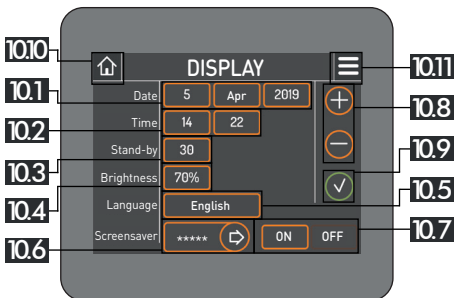 10.10 DISPLAY 10.11
10.1 Date 5 Apr 2019 10.8
10.2 Time 14 22
10.3 Stand-by 30 10.9
10.4 Brightness 70%
Language English 10.5
10.6 Screensaver ***** ON OFF 10.7